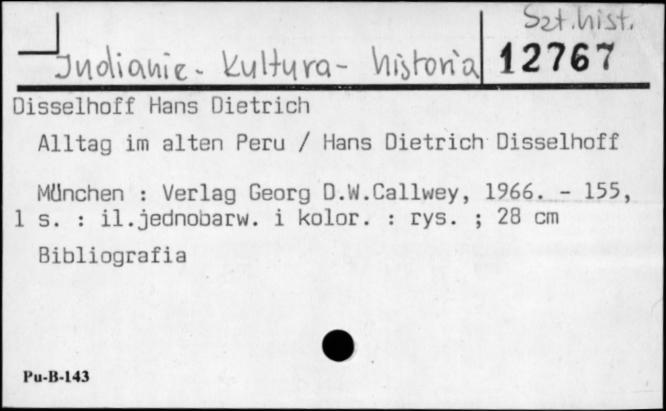 Szt. hist.
Indianie - kultura - historia 12767
Disselhoff Hans Dietrich
Alltag im alten Peru / Hans Dietrich Disselhoff
München : Verlag Georg D.W.Callwey, 1966. - 155,
1 s. : il.jednobarw. i kolor. : rys. ; 28 cm
Bibliografia
Pu-B-143